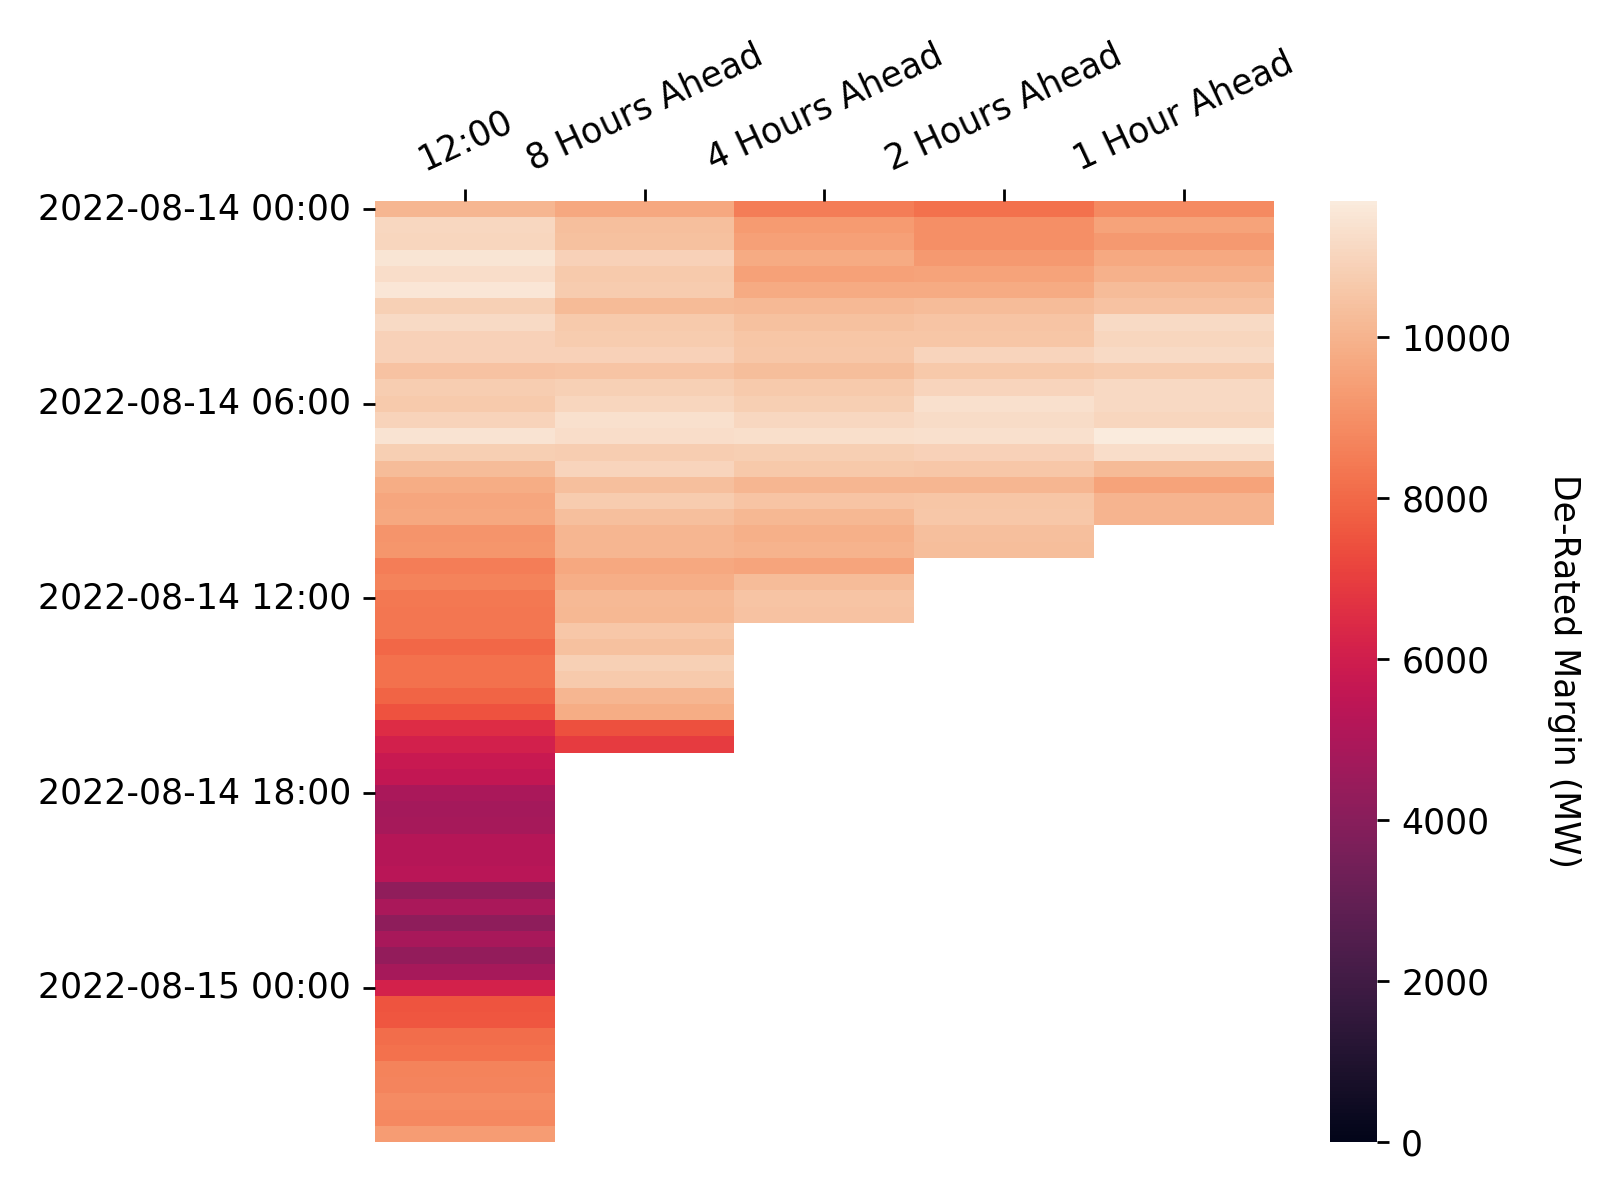 12:00
8 Hours Ahead
4 Hours Ahead
2 Hours Ahead
1 Hour Ahead
2022-08-14 00:00
2022-08-14 06:00
2022-08-14 12:00
2022-08-14 18:00
2022-08-15 00:00
10000
8000
6000
4000
2000
0
De-Rated Margin (MW)